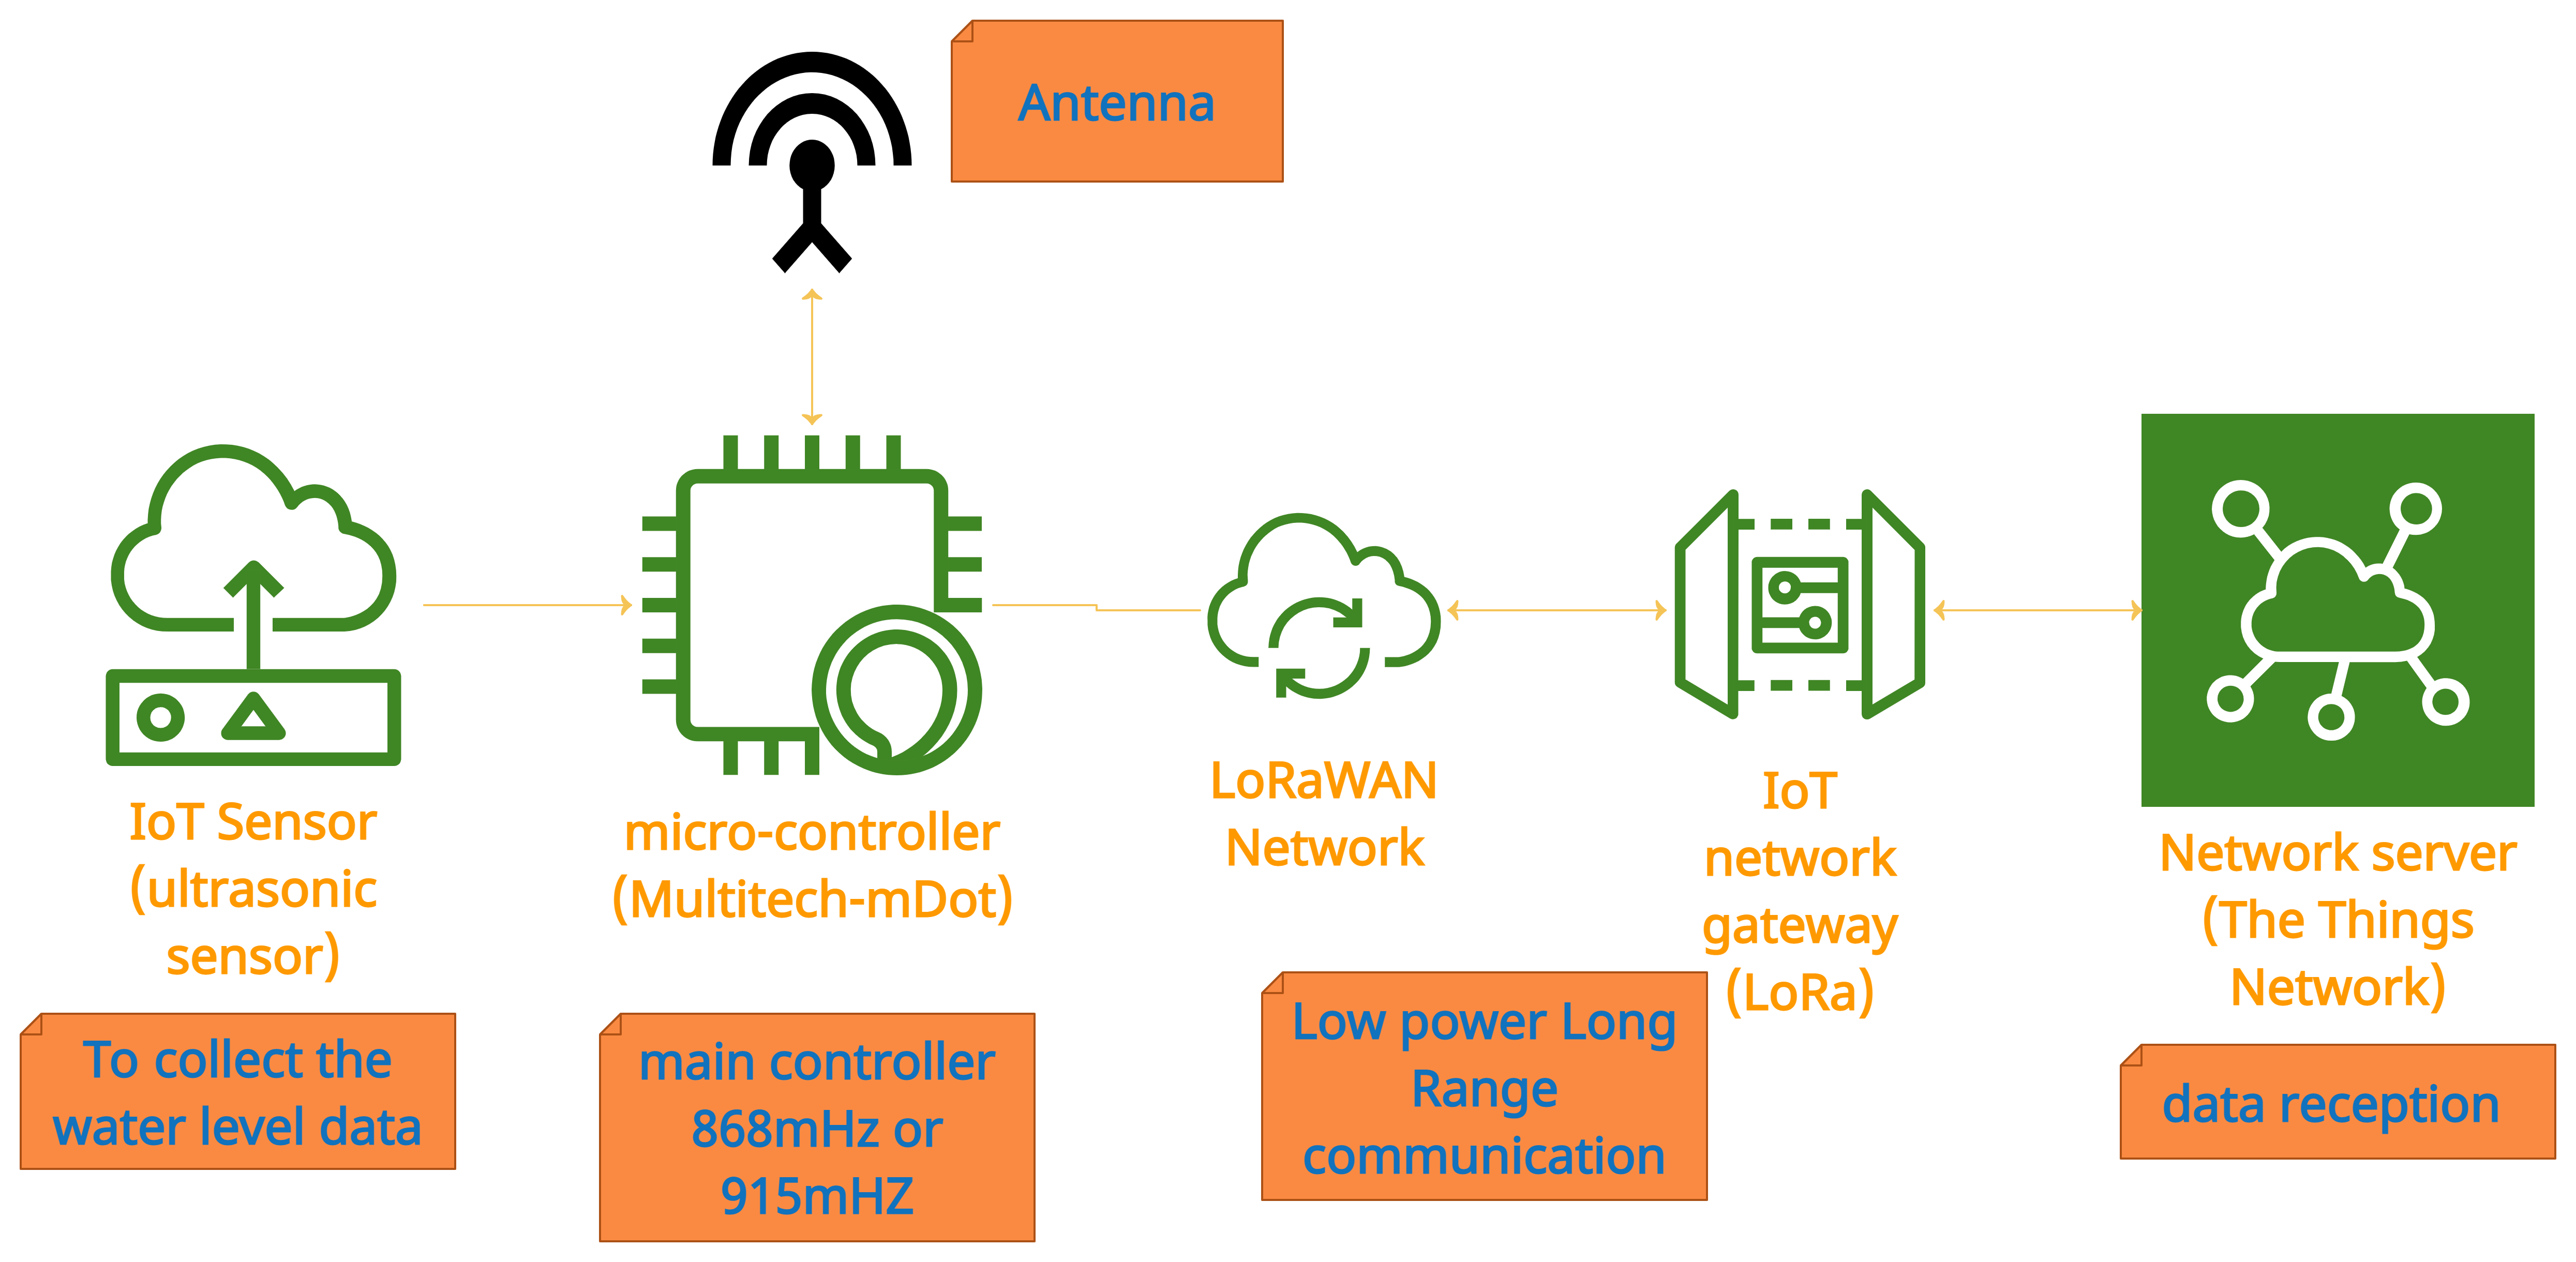 Antenna
IoT Sensor
(ultrasonic
sensor)
To collect the
water level data
micro-controller
(Multitech-mDot)
main controller
868mHz or
915mHZ
LoRaWAN
Network
Low power Long
Range
communication
IoT
network
gateway
(LoRa)
Network server
(The Things
Network)
data reception